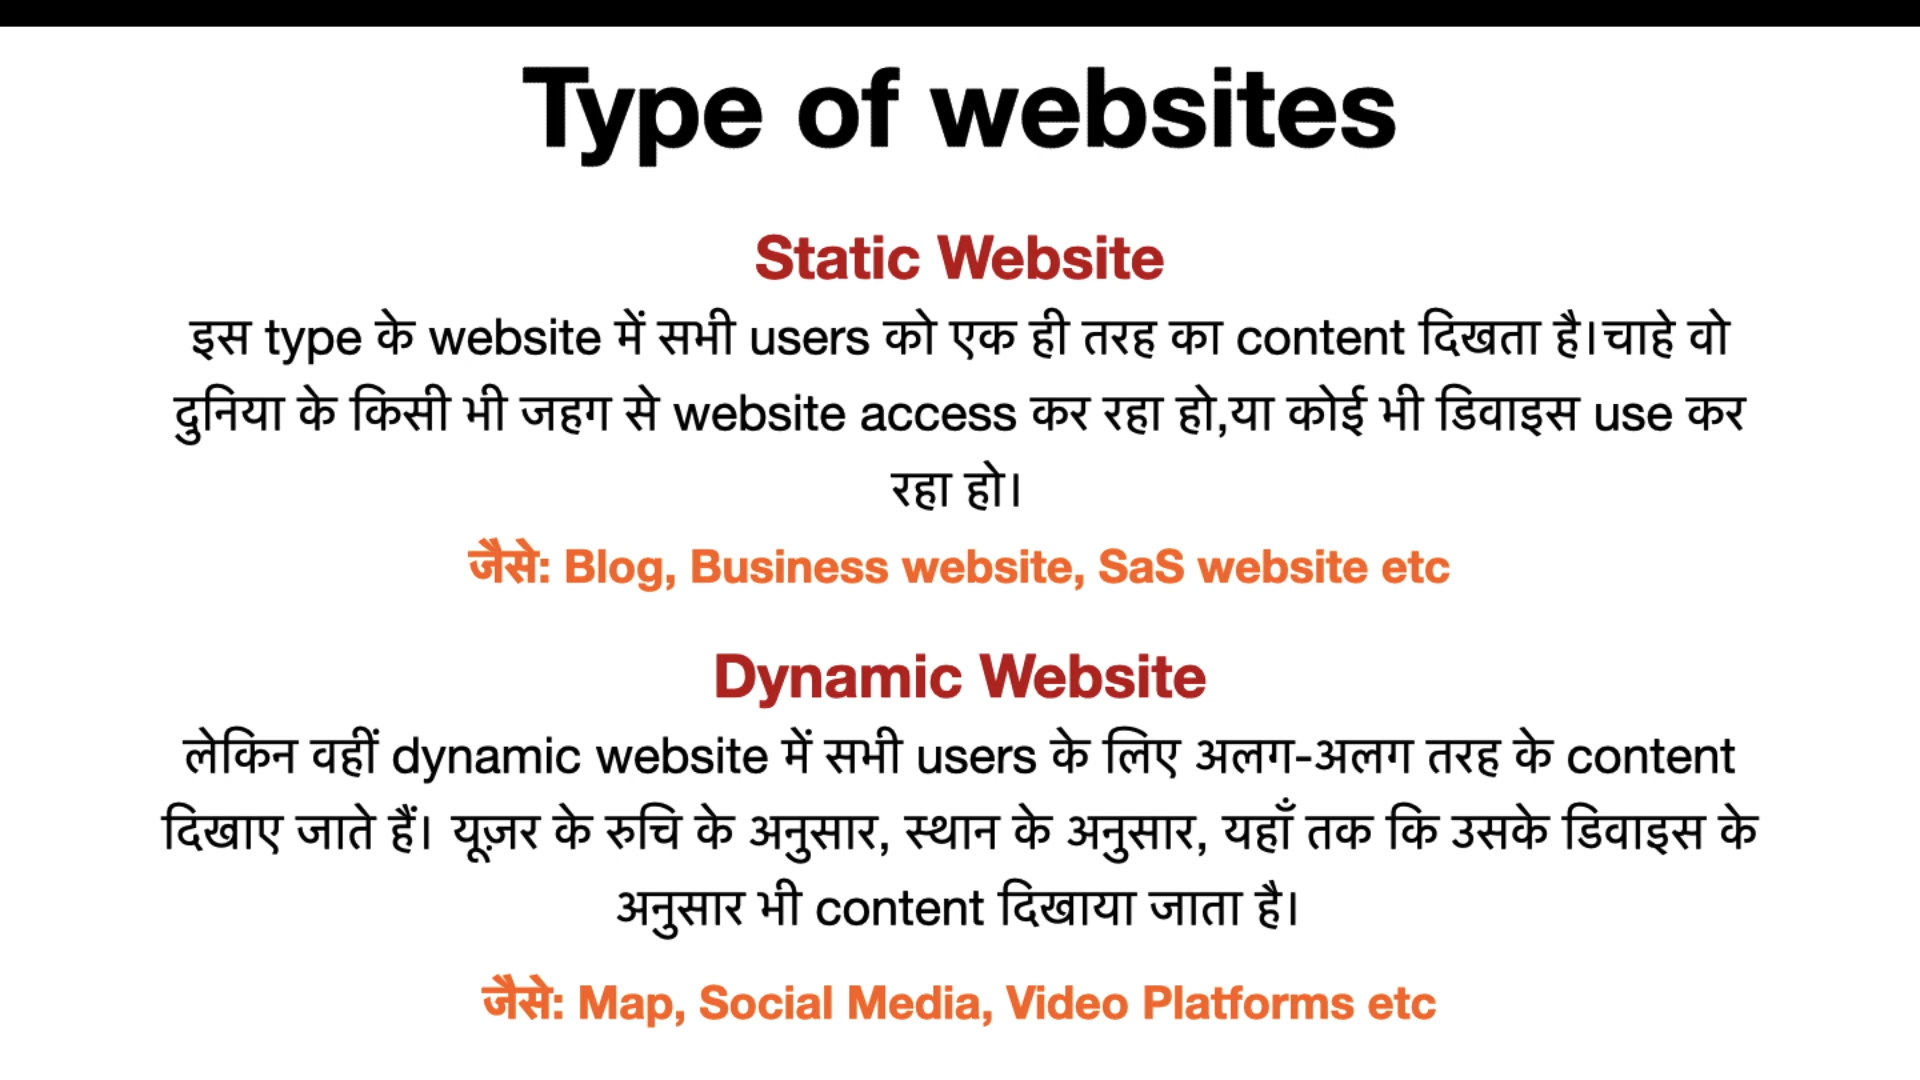 Type of websites
Static Website
इस type के website में सभी users को एक ही तरह का content दिखता है।चाहे वो
दुनिया के किसी भी जहग से website access कर रहा हो,या कोई भी डिवाइस use कर
रहा हो।
जैसे: Blog, Business website, SaS website etc
Dynamic Website
लेकिन वहीं dynamic website में सभी users के लिए अलग-अलग तरह के content
दिखाए जाते हैं। यूज़र के रुचि के अनुसार, स्थान के अनुसार, यहाँ तक कि उसके डिवाइस के
अनुसार भी content दिखाया जाता है।
जैसे: Map, Social Media, Video Platforms etc